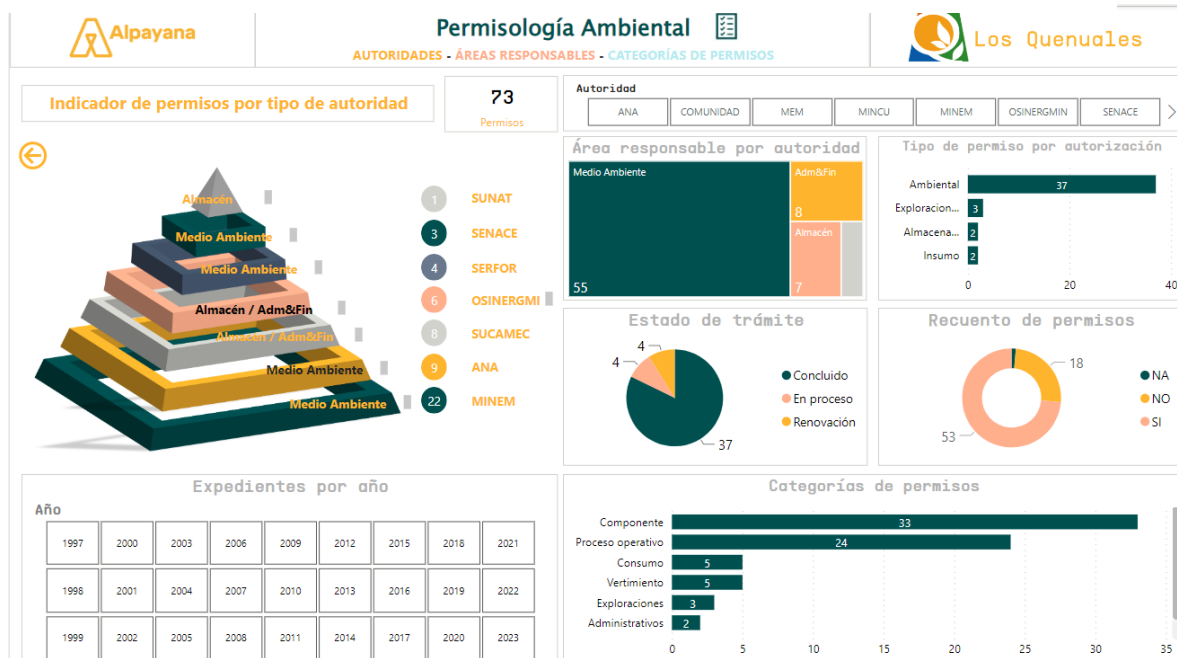 Alpayana
Permisología Ambiental
AUTORIDADES - ÁREAS RESPONSABLES - CATEGORÍAS DE PERMISOS
Los Quenuales
Indicador de permisos por tipo de autoridad
73
Permisos
Autoridad
ANA
COMUNIDAD
MEM
MINCU
MINEM
OSINERGMIN
SENACE
Almacén
Medio Ambiente
Medio Ambiente
Almacén / Adm&Fin
Almacén / Adm&Fin
Medio Ambiente
Medio Ambiente
1 SUNAT
3 SENACE
4 SERFOR
6 OSINERGMI
8 SUCAMEC
9 ANA
22 MINEM
Área responsable por autoridad
Medio Ambiente
55
Adm&Fin
8
Almacén
7
Tipo de permiso por autorización
Ambiental 37
Exploracion... 3
Almacena... 2
Insumo 2
0 20 40
Estado de trámite
4
4
37
Concluido
En proceso
Renovación
Recuento de permisos
18
53
NA
NO
SI
Expedientes por año
Año
1997 2000 2003 2006 2009 2012 2015 2018 2021
1998 2001 2004 2007 2010 2013 2016 2019 2022
1999 2002 2005 2008 2011 2014 2017 2020 2023
Categorías de permisos
Componente 33
Proceso operativo 24
Consumo 5
Vertimiento 5
Exploraciones 3
Administrativos 2
0 5 10 15 20 25 30 35